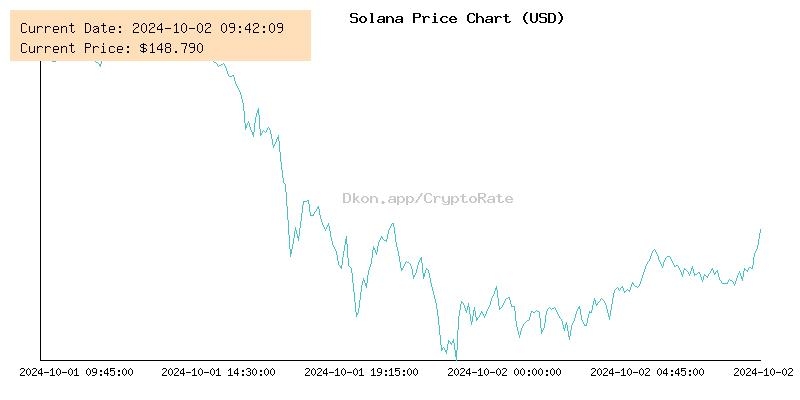 Solana Price Chart (USD)
Current Date: 2024-10-02 09:42:09
Current Price: $148.790
Dkon.app/CryptoRate
2024-10-01 09:45:00
2024-10-01 14:30:00
2024-10-01 19:15:00
2024-10-02 00:00:00
2024-10-02 04:45:00
2024-10-02